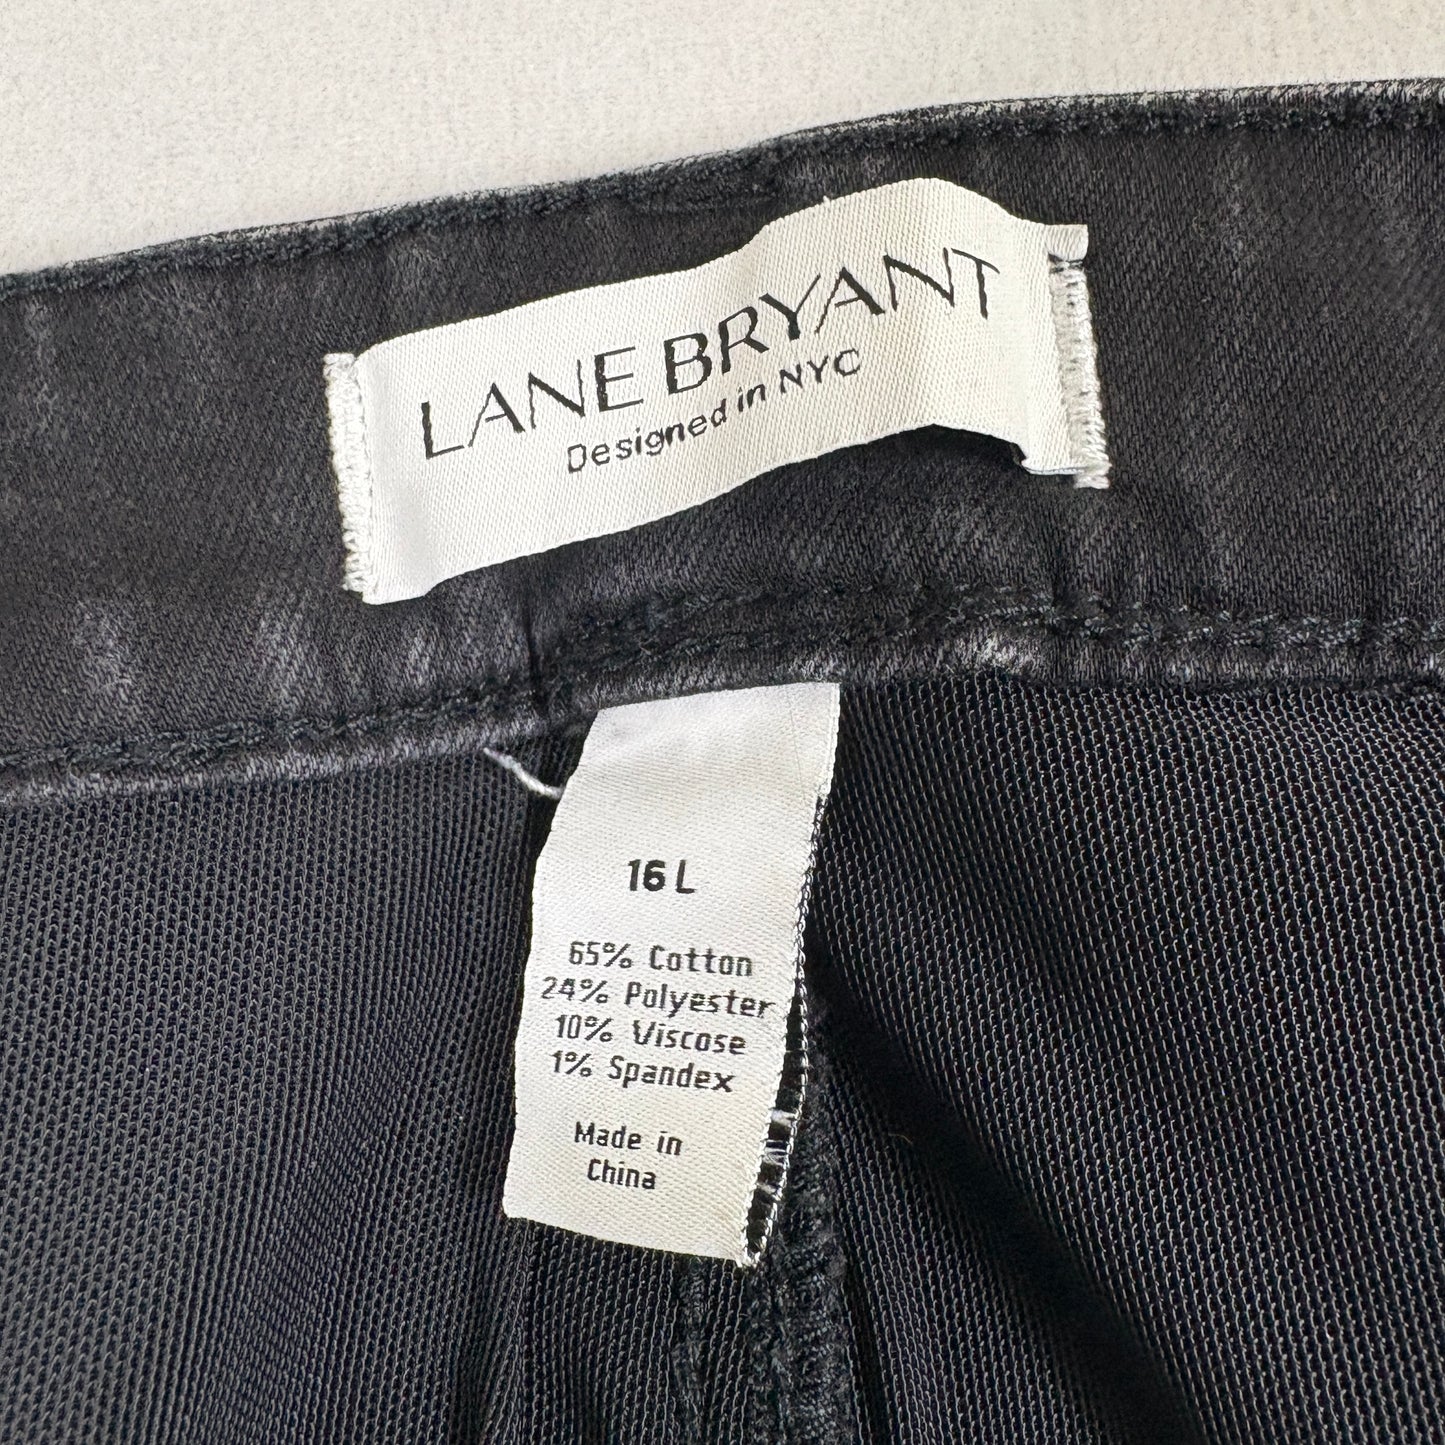 LANE BRYANT
Designed in NYC
16 L
65% Cotton
24% Polyester
10% Viscose
1% Spandex
Made in
China